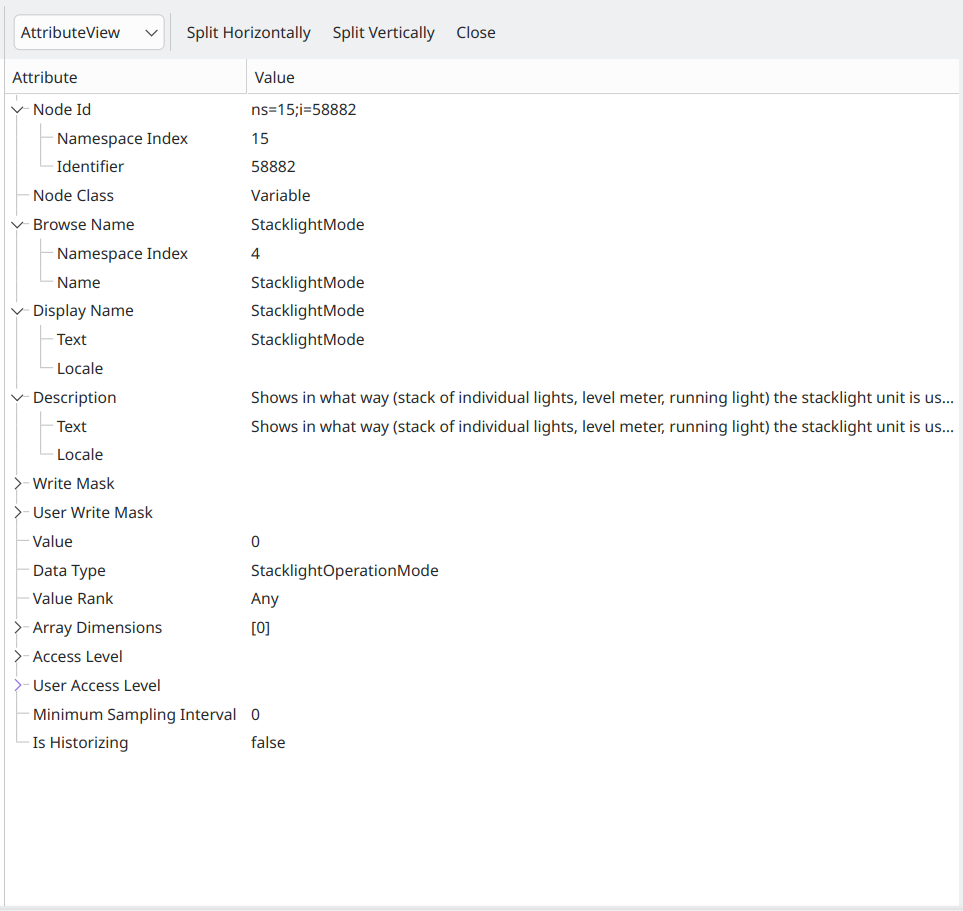 AttributeView Split Horizontally Split Vertically Close
Attribute Value
Node Id ns=15;i=58882
Namespace Index 15
Identifier 58882
Node Class Variable
Browse Name StacklightMode
Namespace Index 4
Name StacklightMode
Display Name StacklightMode
Text StacklightMode
Locale
Description Shows in what way (stack of individual lights, level meter, running light) the stacklight unit is us...
Text Shows in what way (stack of individual lights, level meter, running light) the stacklight unit is us...
Locale
Write Mask
User Write Mask
Value 0
Data Type StacklightOperationMode
Value Rank Any
Array Dimensions [0]
Access Level
User Access Level
Minimum Sampling Interval 0
Is Historizing false